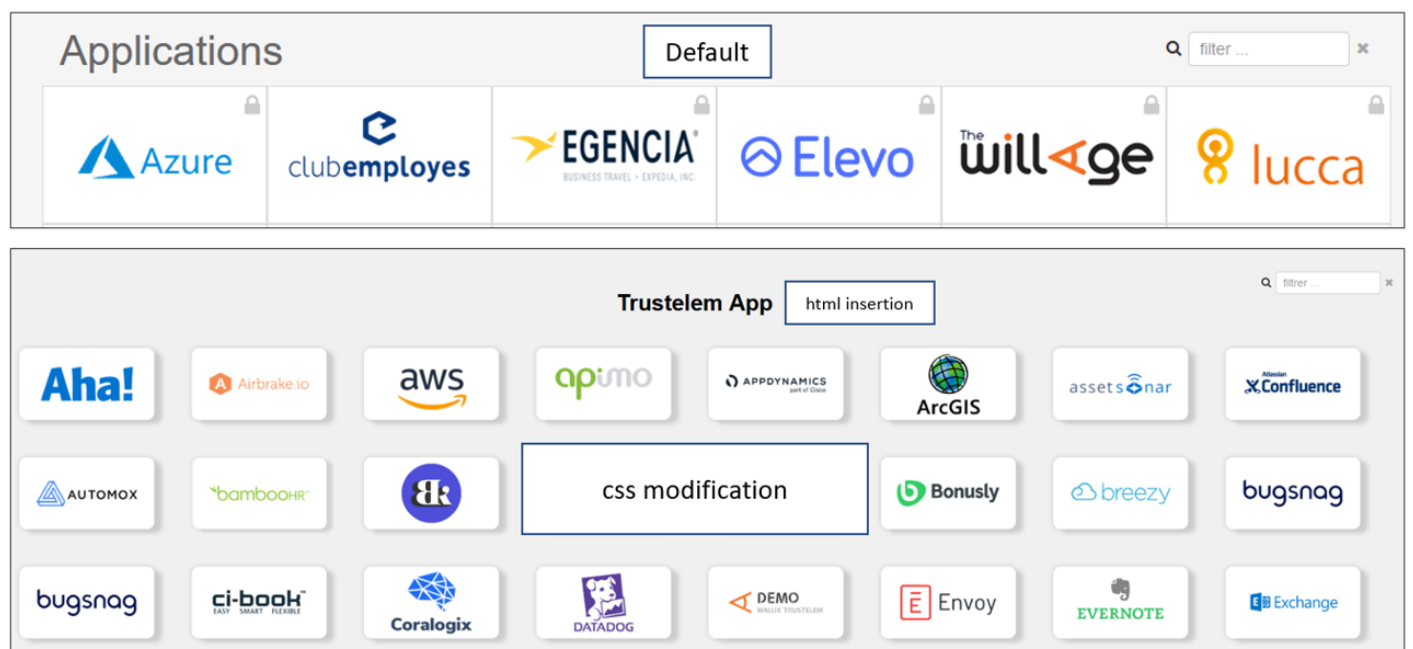 Applications
Default
filter ...
Azure
clubemployes
EGENCIA
BUSINESS TRAVEL • EXPEDIA, INC.
Elevo
The
willage
lucca
Trustelem App
html insertion
filtrer ...
Aha!
Airbrake.io
aws
apimo
APPDYNAMICS
part of Cisco
ArcGIS
assetsonar
Atlassian
Confluence
AUTOMOX
bambooHR
Bk
css modification
Bonusly
breezy
bugsnag
bugsnag
ci-book
EASY SMART FLEXIBLE
Coralogix
DATADOG
DEMO
WALLIX TRUSTELEM
Envoy
EVERNOTE
Exchange